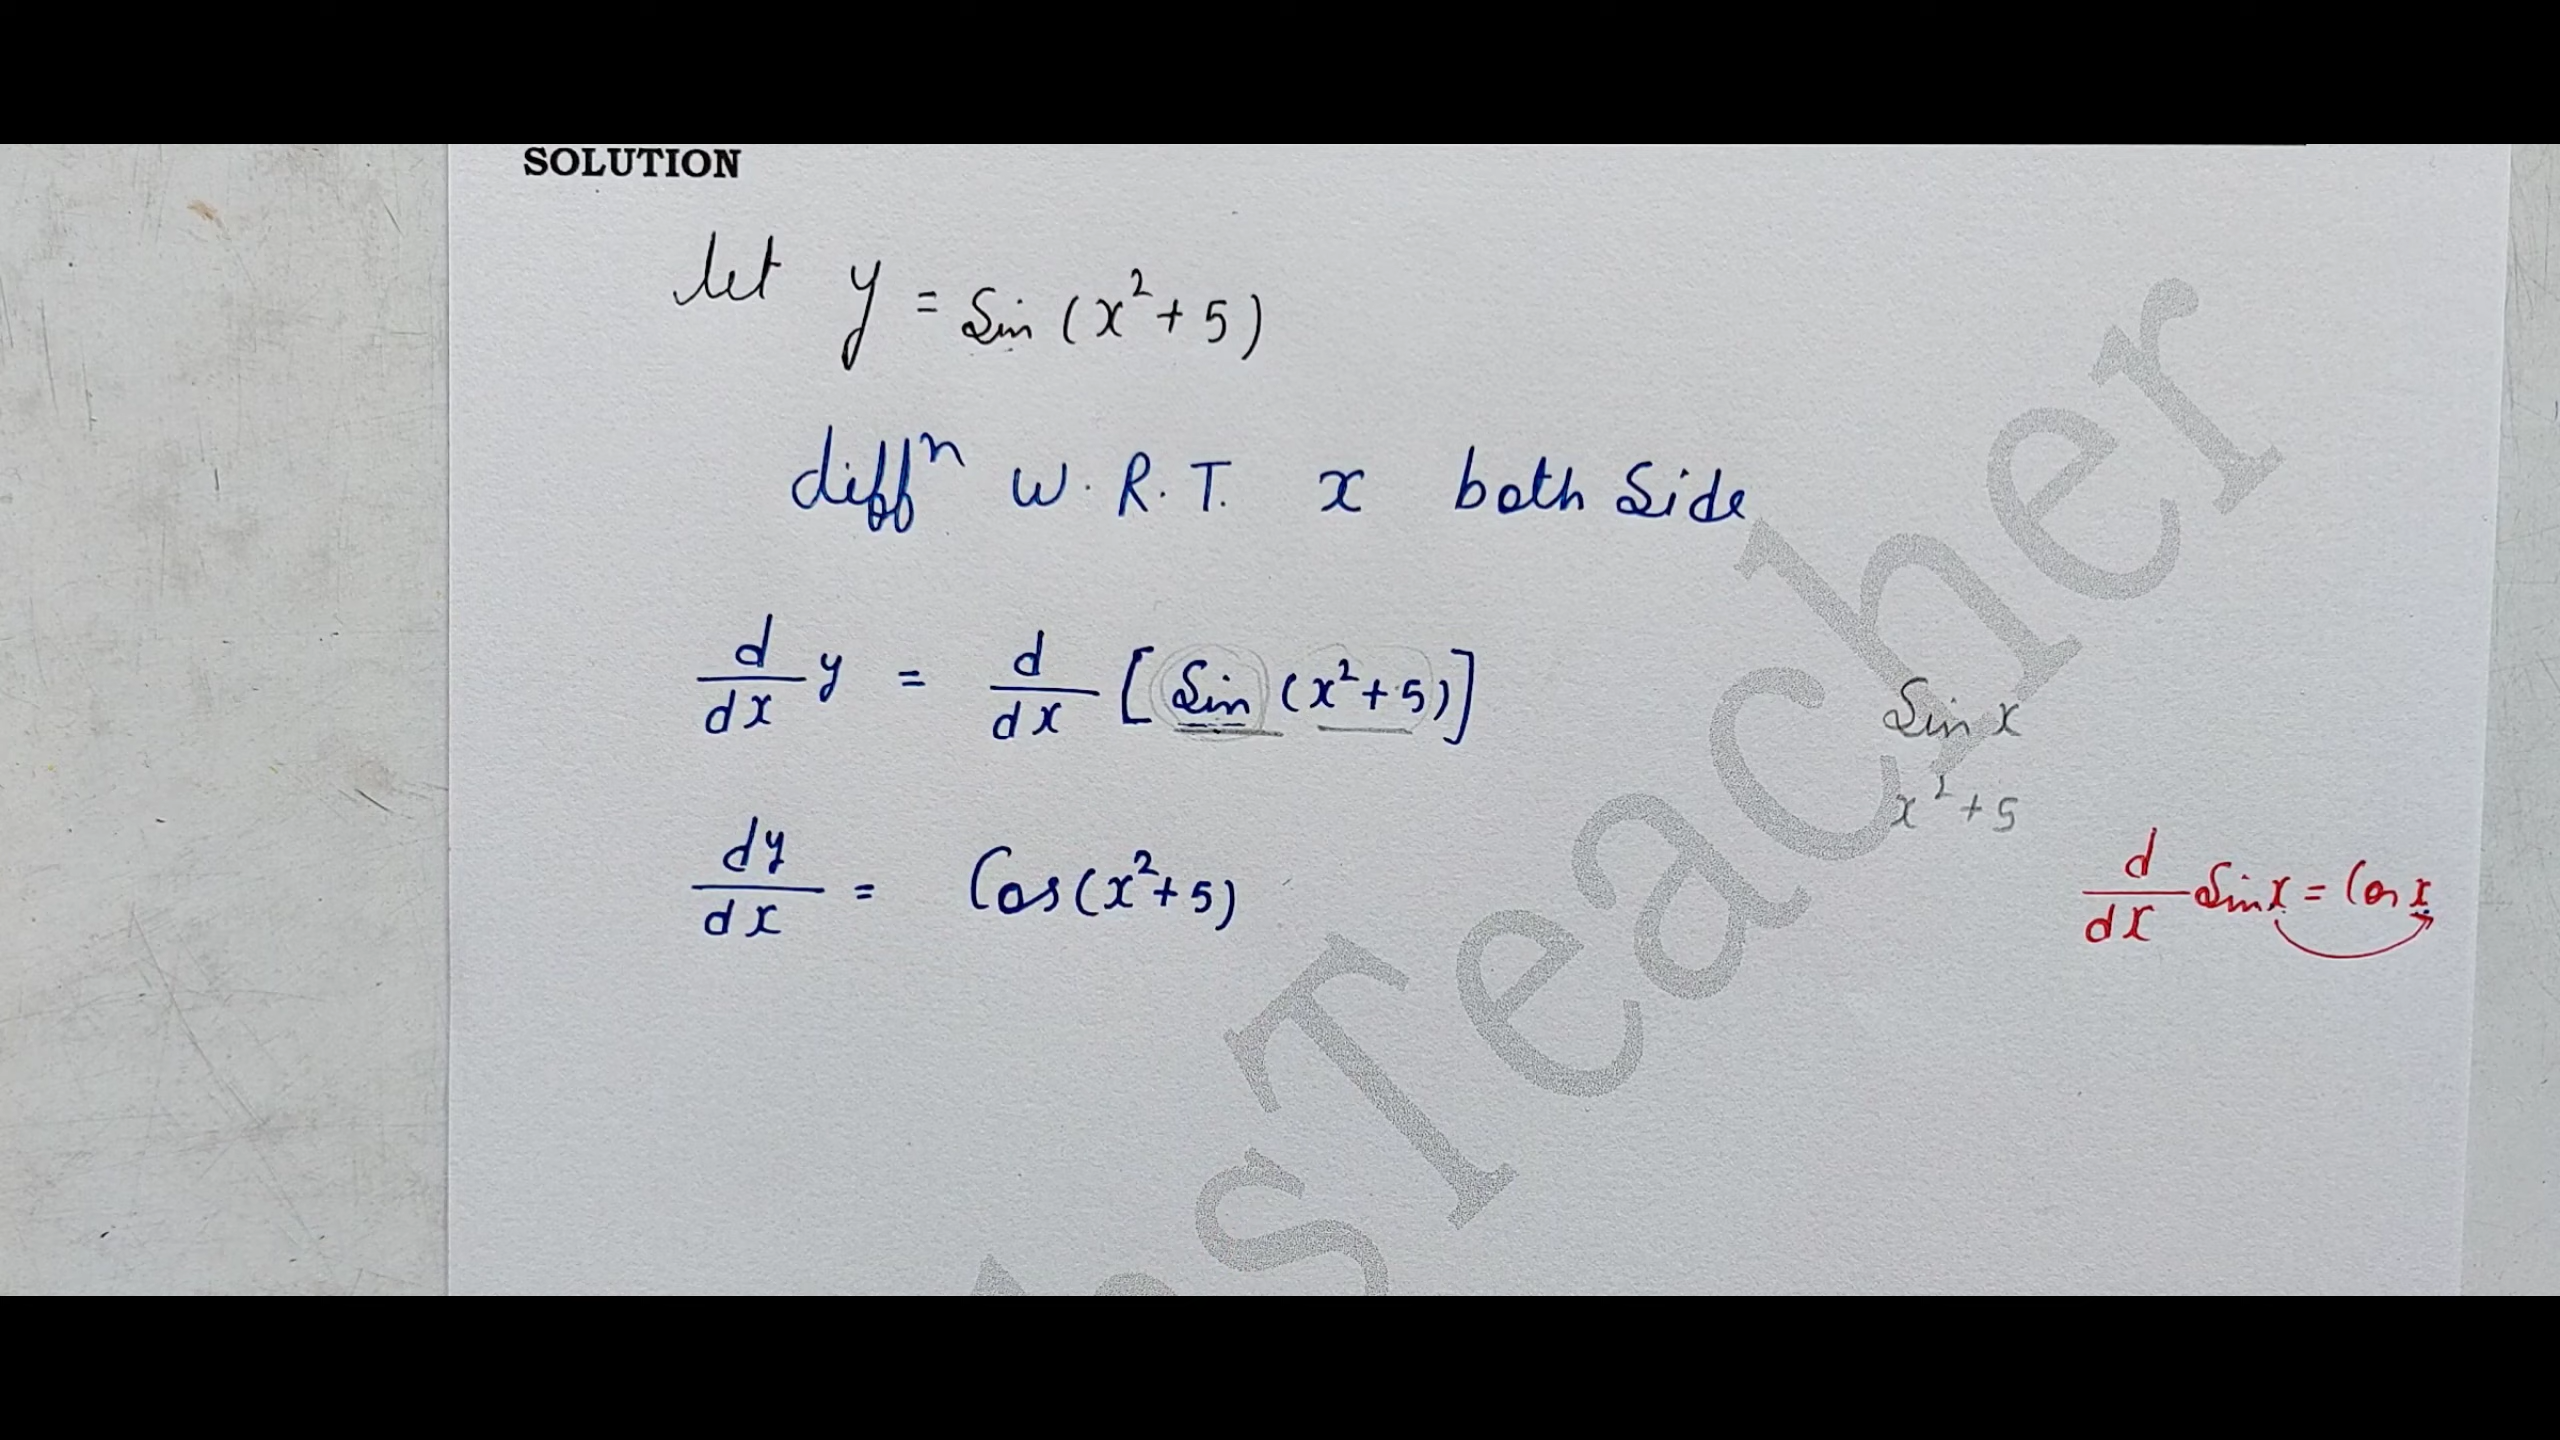 SOLUTION
let y = Sin (x² + 5)
diffⁿ W.R.T. x both Side
d/dx y = d/dx [Sin (x² + 5)]
Sin x
x² + 5
dy/dx = Cos(x² + 5)
d/dx Sin x = Cos x
sTeacher